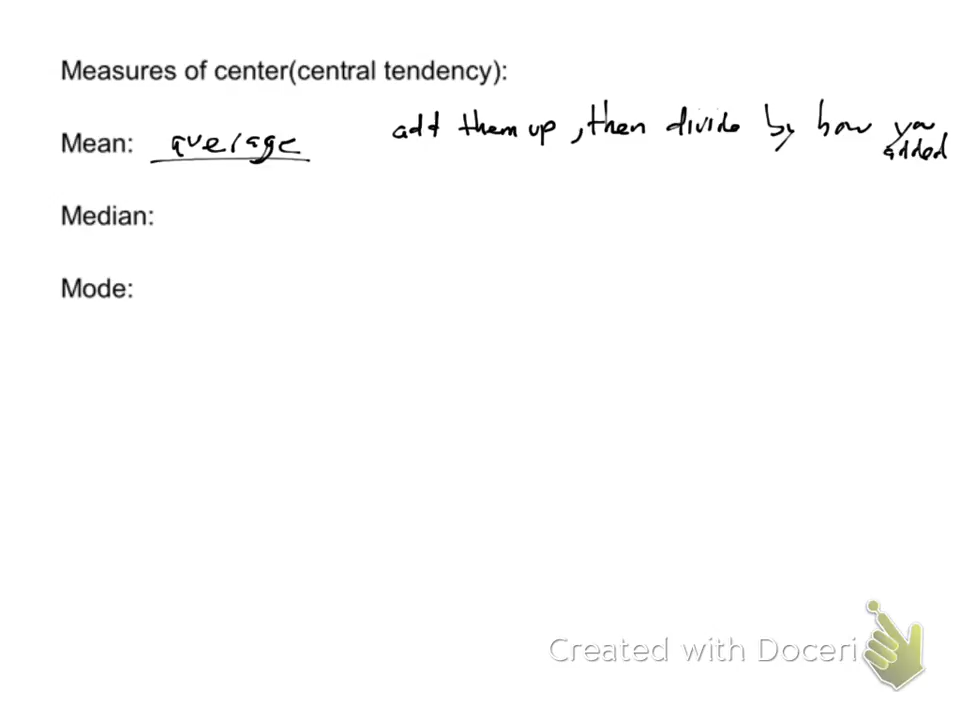 Measures of center(central tendency):
add them up, then divide by how you
Mean: average
added
Median:
Mode:
Created with Doceri